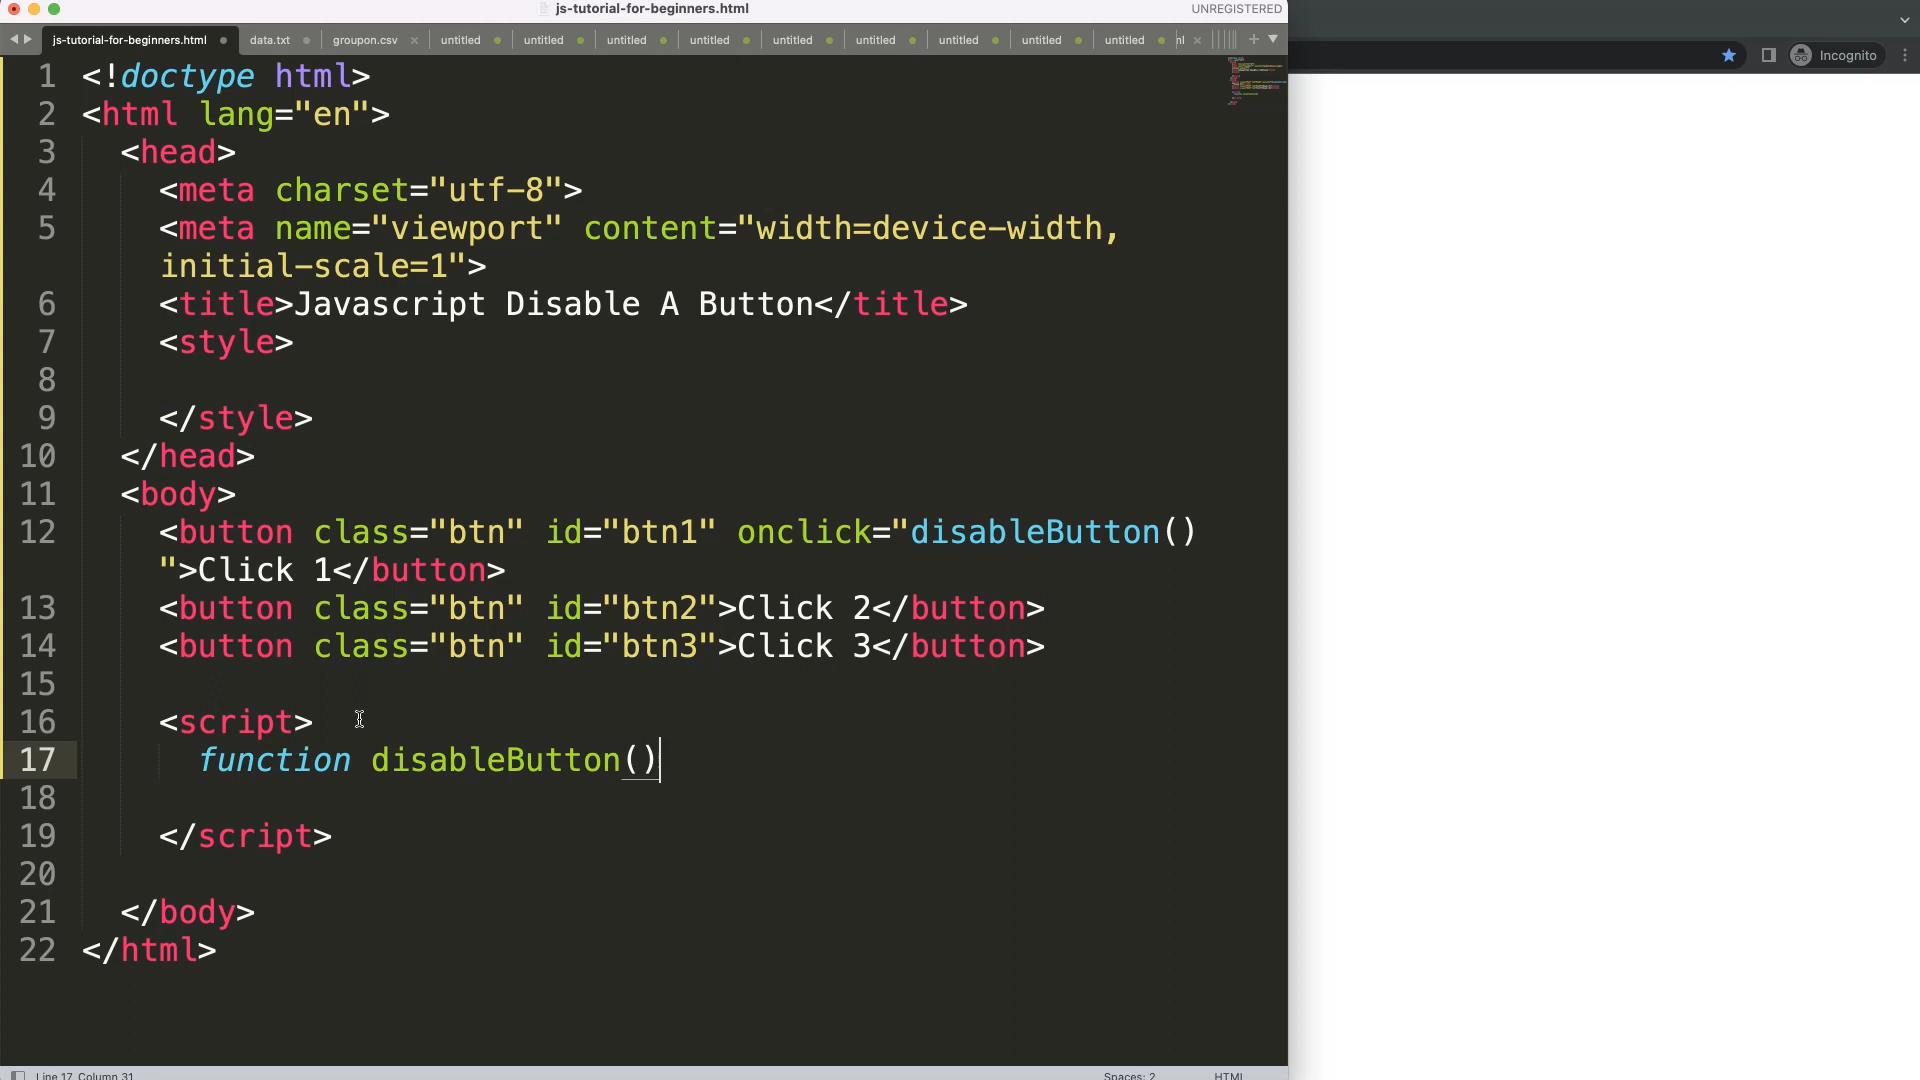 js-tutorial-for-beginners.html
UNREGISTERED
js-tutorial-for-beginners.html data.txt groupon.csv untitled untitled untitled untitled untitled untitled untitled untitled untitled nl
Incognito
1 <!doctype html>
2 <html lang="en">
3 <head>
4 <meta charset="utf-8">
5 <meta name="viewport" content="width=device-width,
initial-scale=1">
6 <title>Javascript Disable A Button</title>
7 <style>
8
9 </style>
10 </head>
11 <body>
12 <button class="btn" id="btn1" onclick="disableButton()
">Click 1</button>
13 <button class="btn" id="btn2">Click 2</button>
14 <button class="btn" id="btn3">Click 3</button>
15
16 <script>
17 function disableButton()
18
19 </script>
20
21 </body>
22 </html>
Line 17, Column 31
Spaces: 2
HTML